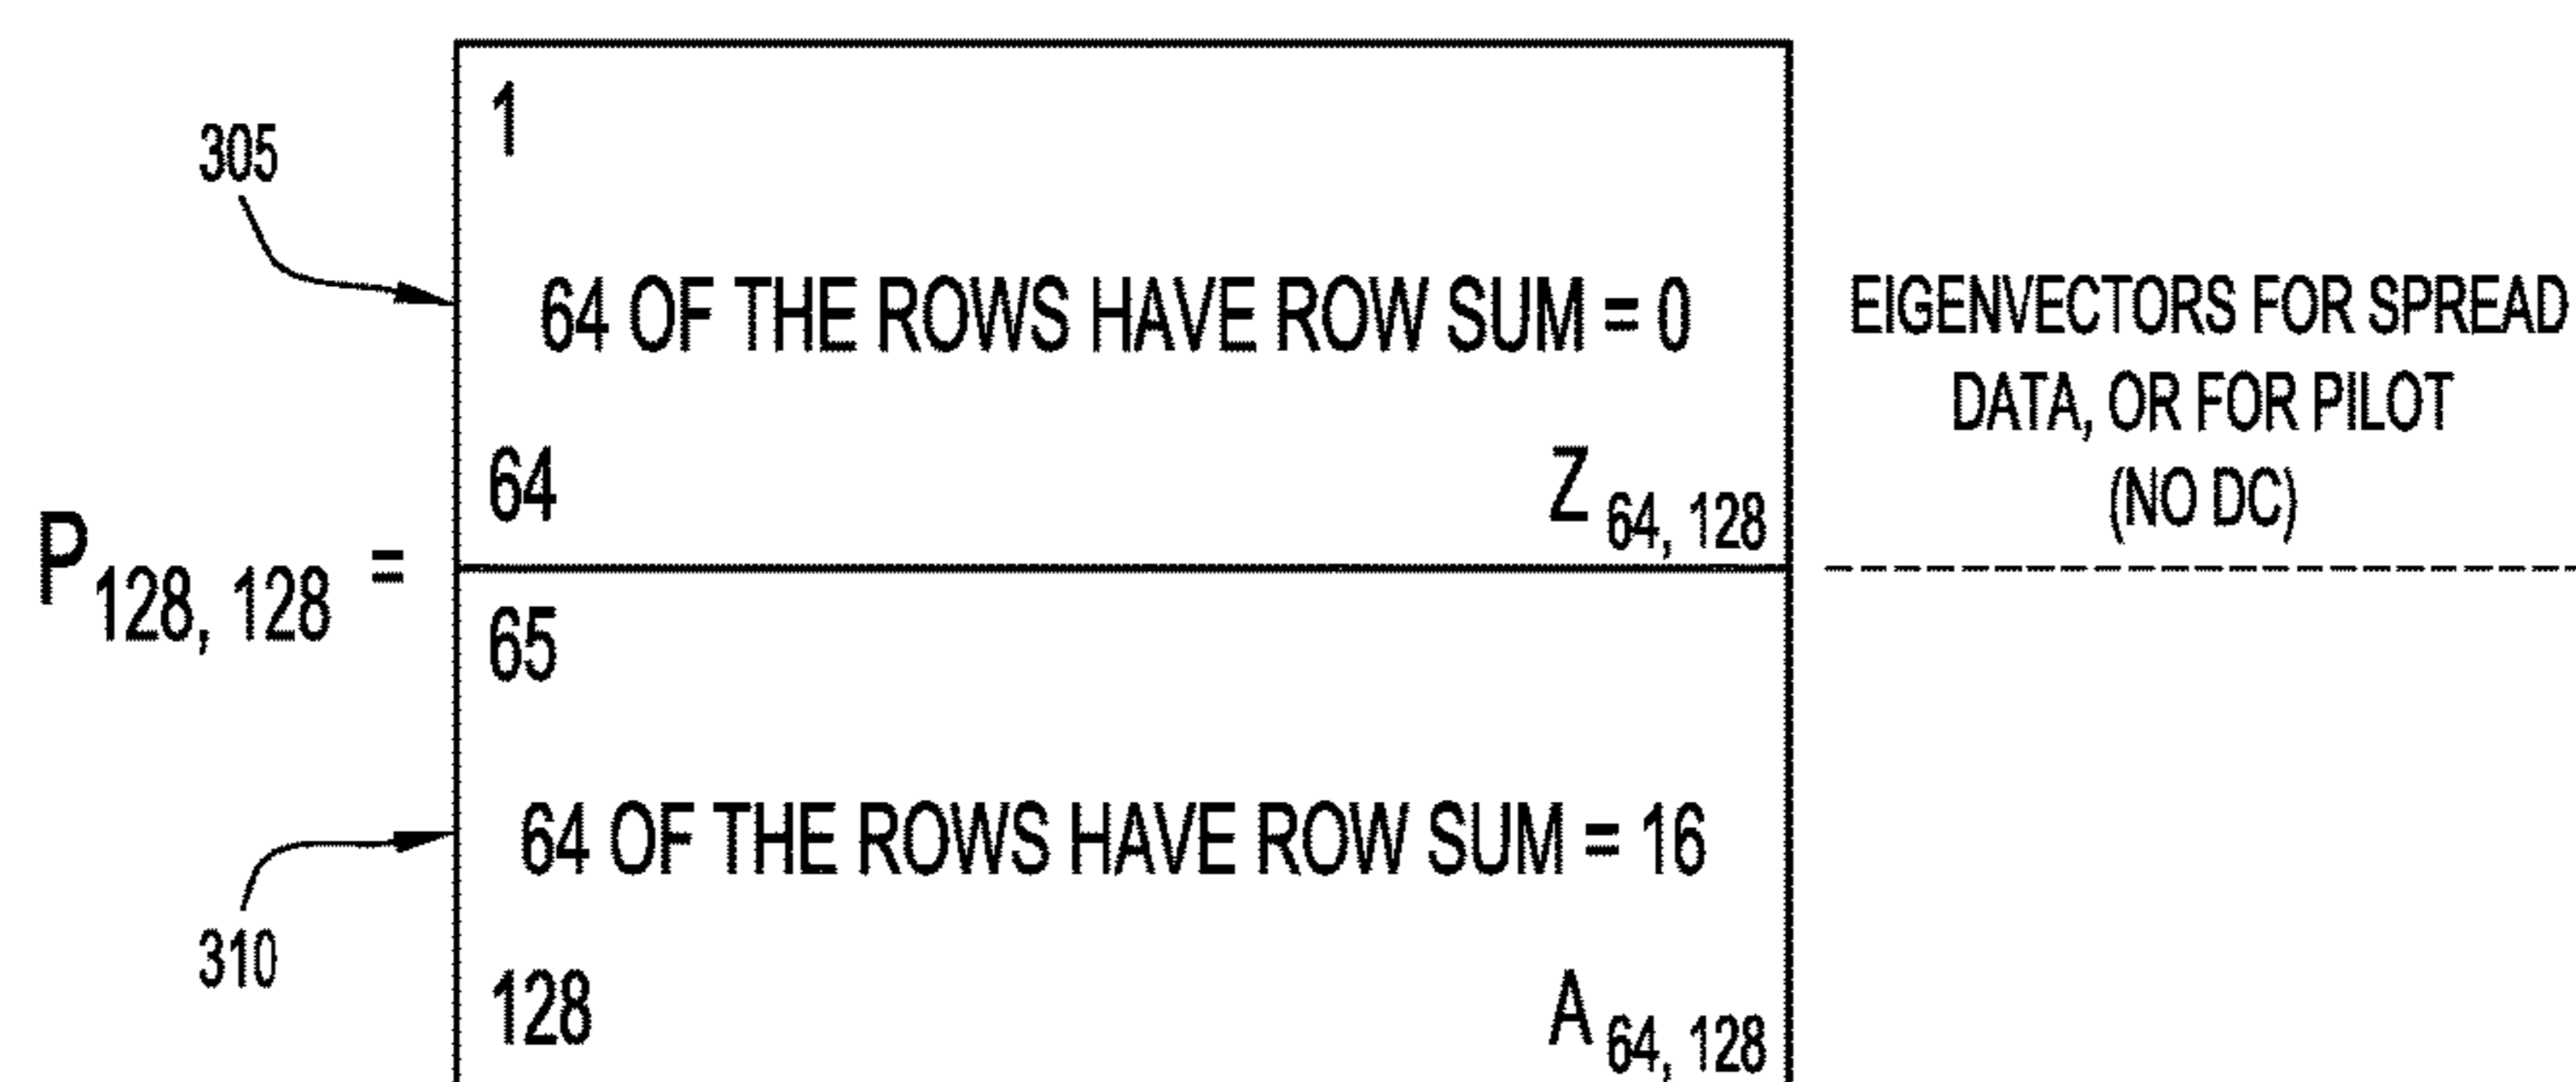 305
1
64 OF THE ROWS HAVE ROW SUM = 0
64
Z 64, 128
EIGENVECTORS FOR SPREAD
DATA, OR FOR PILOT
(NO DC)
P 128, 128 =
65
64 OF THE ROWS HAVE ROW SUM = 16
310
128
A 64, 128